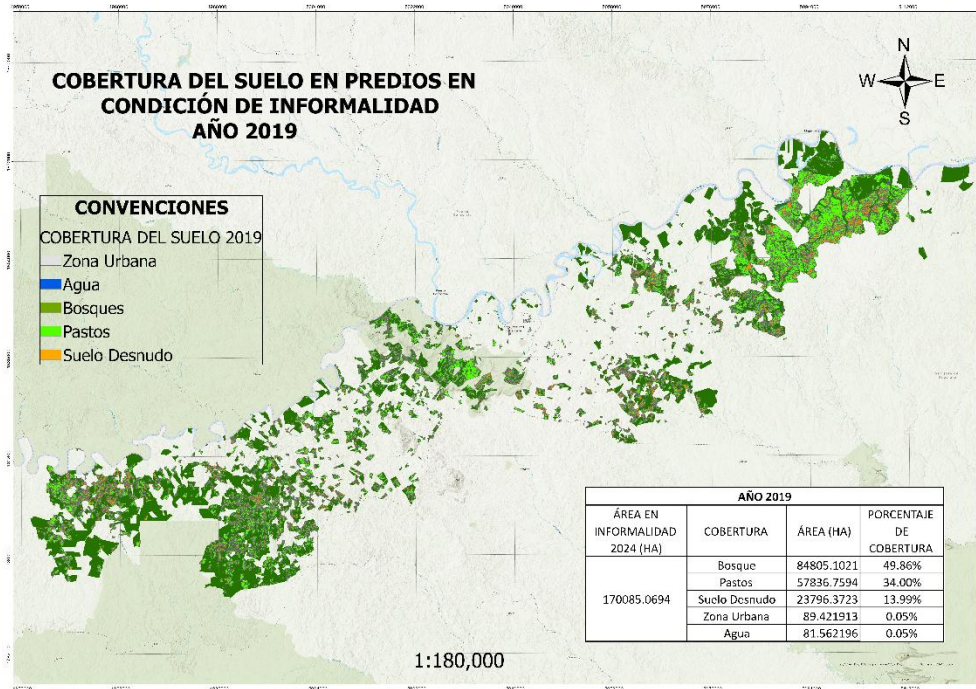 COBERTURA DEL SUELO EN PREDIOS EN
CONDICIÓN DE INFORMALIDAD
AÑO 2019
N
W
E
S
CONVENCIONES
COBERTURA DEL SUELO 2019
Zona Urbana
Agua
Bosques
Pastos
Suelo Desnudo
AÑO 2019
ÁREA EN
INFORMALIDAD
2024 (HA)
COBERTURA
ÁREA (HA)
PORCENTAJE
DE
COBERTURA
170085.0694
Bosque 84805.1021 49.86%
Pastos 57836.7594 34.00%
Suelo Desnudo 23796.3723 13.99%
Zona Urbana 89.421913 0.05%
Agua 81.562196 0.05%
1:180,000